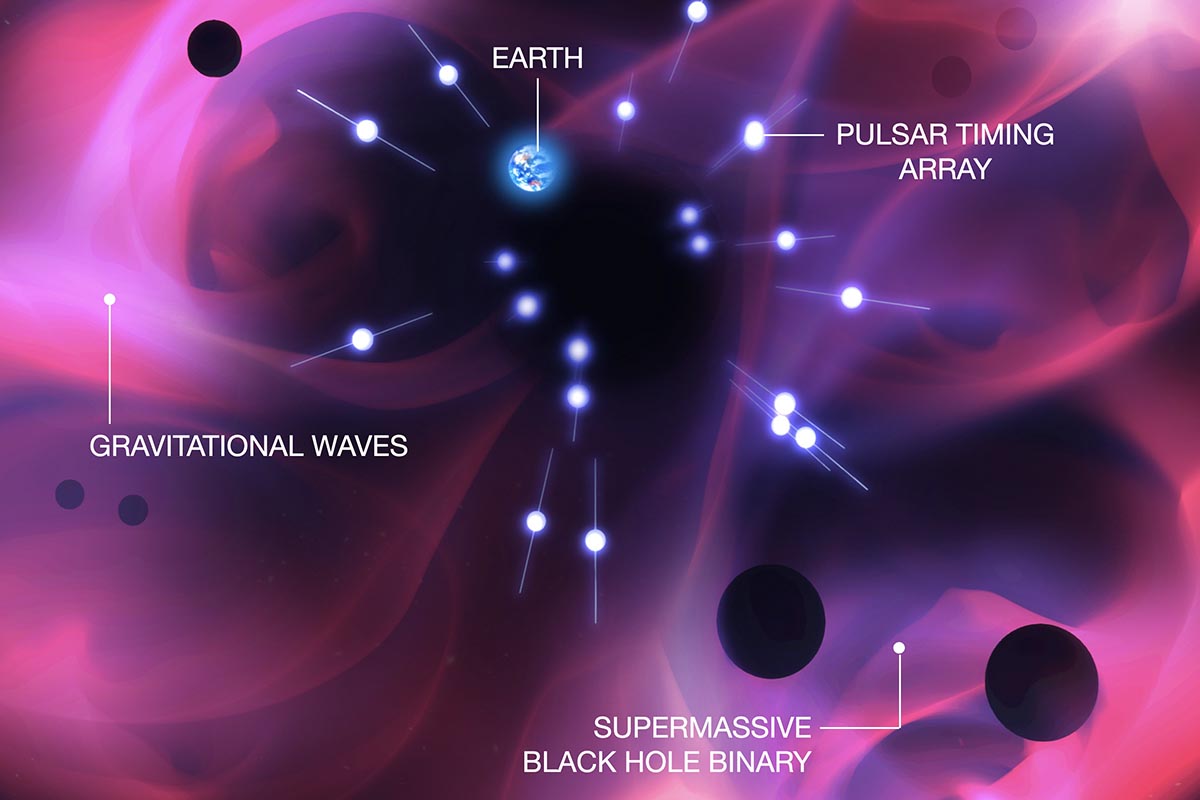 EARTH
PULSAR TIMING
ARRAY
GRAVITATIONAL WAVES
SUPERMASSIVE
BLACK HOLE BINARY